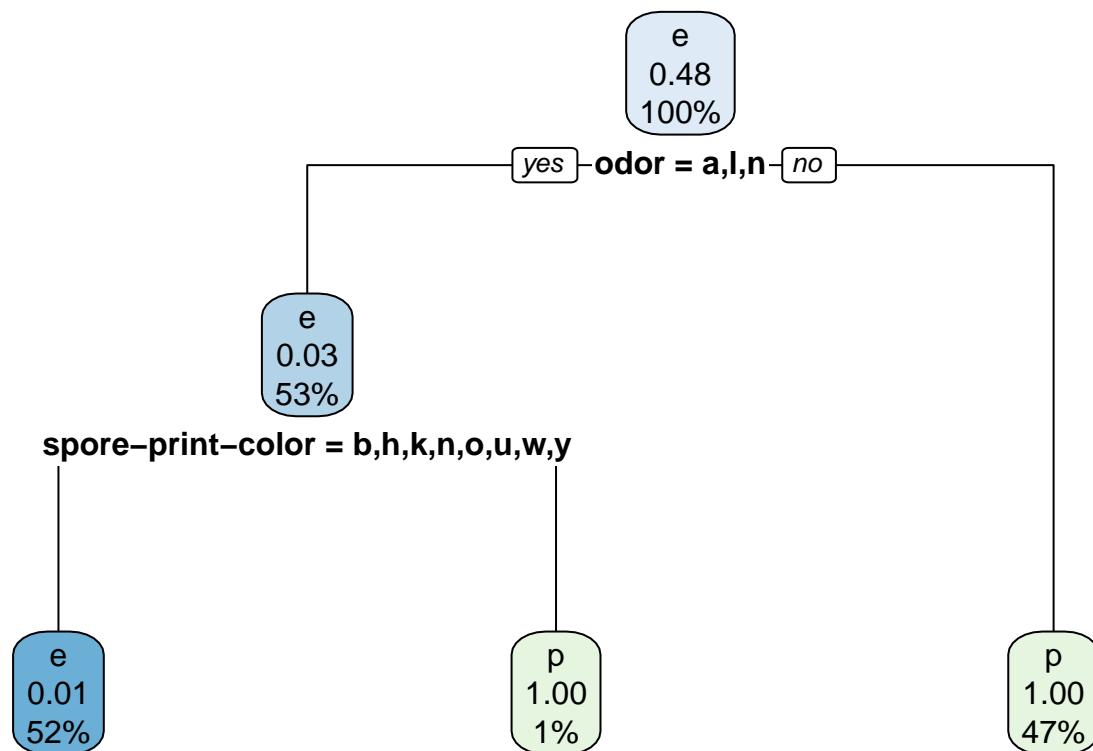 e
0.48
100%
yes odor = a,l,n no
e
0.03
53%
spore−print−color = b,h,k,n,o,u,w,y
e
0.01
52%
p
1.00
1%
p
1.00
47%